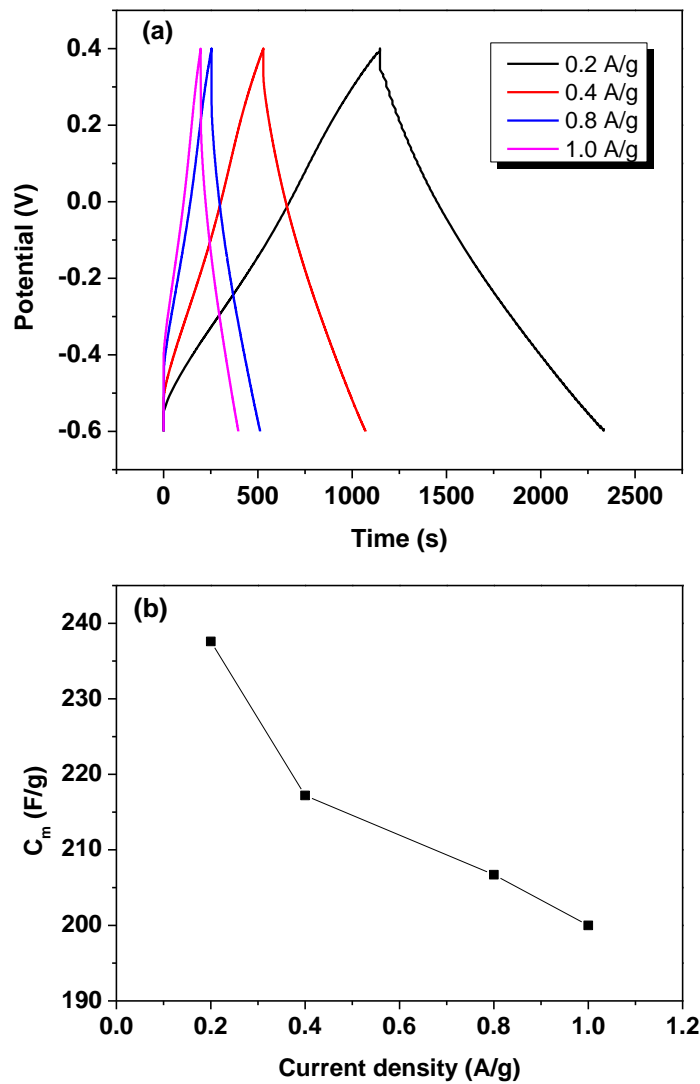 (a)
0.4
0.2
0.0
-0.2
-0.4
-0.6
Potential (V)
0.2 A/g
0.4 A/g
0.8 A/g
1.0 A/g
0 500 1000 1500 2000 2500
Time (s)
(b)
240
230
220
210
200
190
Cm (F/g)
0.0 0.2 0.4 0.6 0.8 1.0 1.2
Current density (A/g)